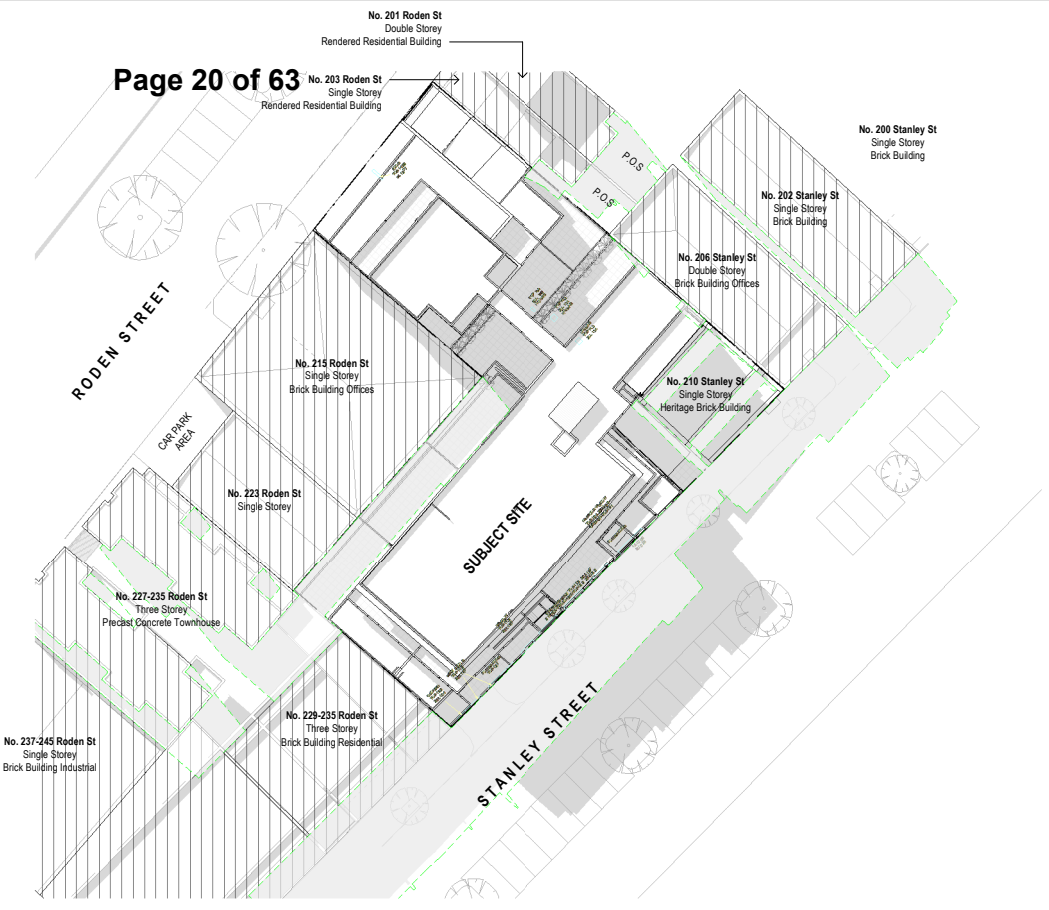 No. 201 Roden St
Double Storey
Rendered Residential Building
Page 20 of 63
No. 203 Roden St
Single Storey
Rendered Residential Building
No. 200 Stanley St
Single Storey
Brick Building
P.O.S
P.O.S
No. 202 Stanley St
Single Storey
Brick Building
No. 206 Stanley St
Double Storey
Brick Building Offices
RODEN STREET
No. 215 Roden St
Single Storey
Brick Building Offices
No. 210 Stanley St
Single Storey
Heritage Brick Building
CAR PARK
AREA
No. 223 Roden St
Single Storey
SUBJECT SITE
No. 227-235 Roden St
Three Storey
Precast Concrete Townhouse
No. 229-235 Roden St
Three Storey
Brick Building Residential
No. 237-245 Roden St
Single Storey
Brick Building Industrial
STANLEY STREET